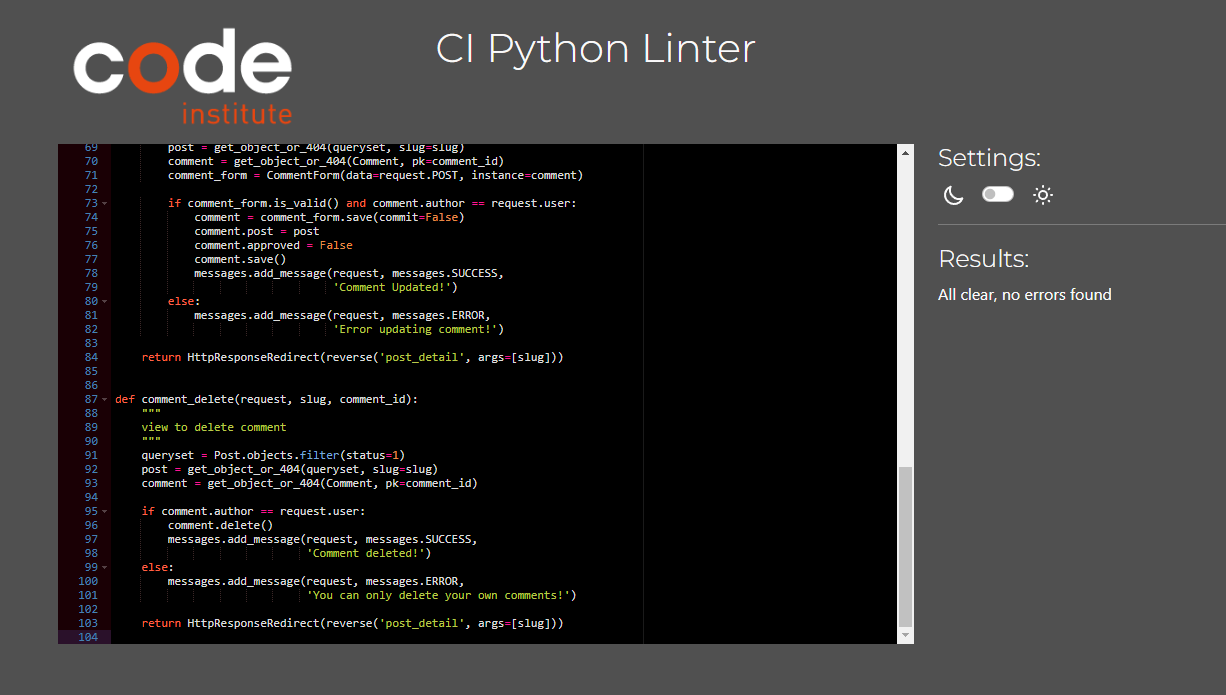 code
institute
CI Python Linter
69 post = get_object_or_404(queryset, slug=slug)
70 comment = get_object_or_404(Comment, pk=comment_id)
71 comment_form = CommentForm(data=request.POST, instance=comment)
72
73 if comment_form.is_valid() and comment.author == request.user:
74 comment = comment_form.save(commit=False)
75 comment.post = post
76 comment.approved = False
77 comment.save()
78 messages.add_message(request, messages.SUCCESS,
79 'Comment Updated!')
80 else:
81 messages.add_message(request, messages.ERROR,
82 'Error updating comment!')
83
84 return HttpResponseRedirect(reverse('post_detail', args=[slug]))
85
86
87 def comment_delete(request, slug, comment_id):
88 """
89 view to delete comment
90 """
91 queryset = Post.objects.filter(status=1)
92 post = get_object_or_404(queryset, slug=slug)
93 comment = get_object_or_404(Comment, pk=comment_id)
94
95 if comment.author == request.user:
96 comment.delete()
97 messages.add_message(request, messages.SUCCESS,
98 'Comment deleted!')
99 else:
100 messages.add_message(request, messages.ERROR,
101 'You can only delete your own comments!')
102
103 return HttpResponseRedirect(reverse('post_detail', args=[slug]))
104
Settings:
Results:
All clear, no errors found